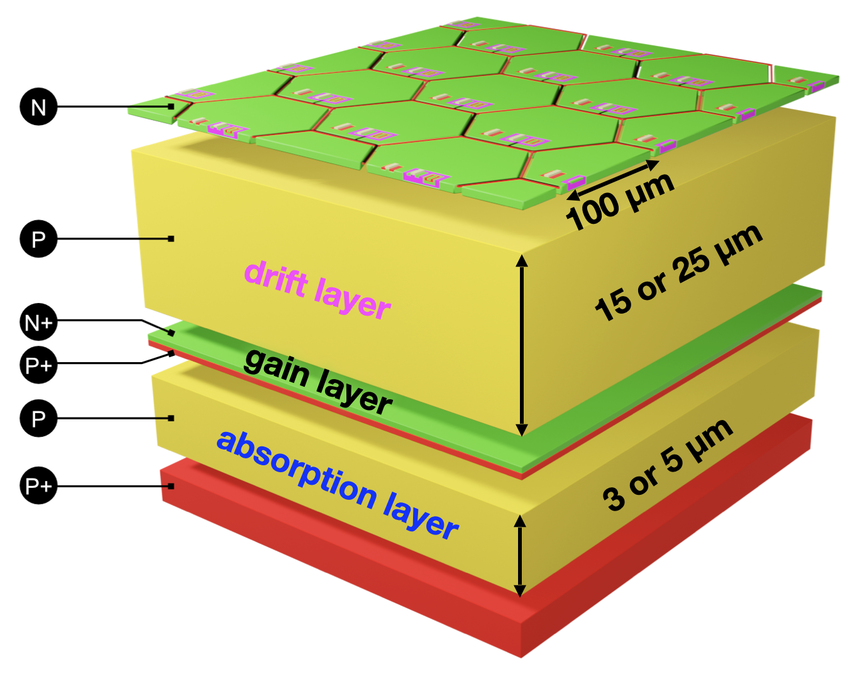 N
100 µm
P
drift layer
15 or 25 µm
N+
P+
gain layer
P
absorption layer
3 or 5 µm
P+